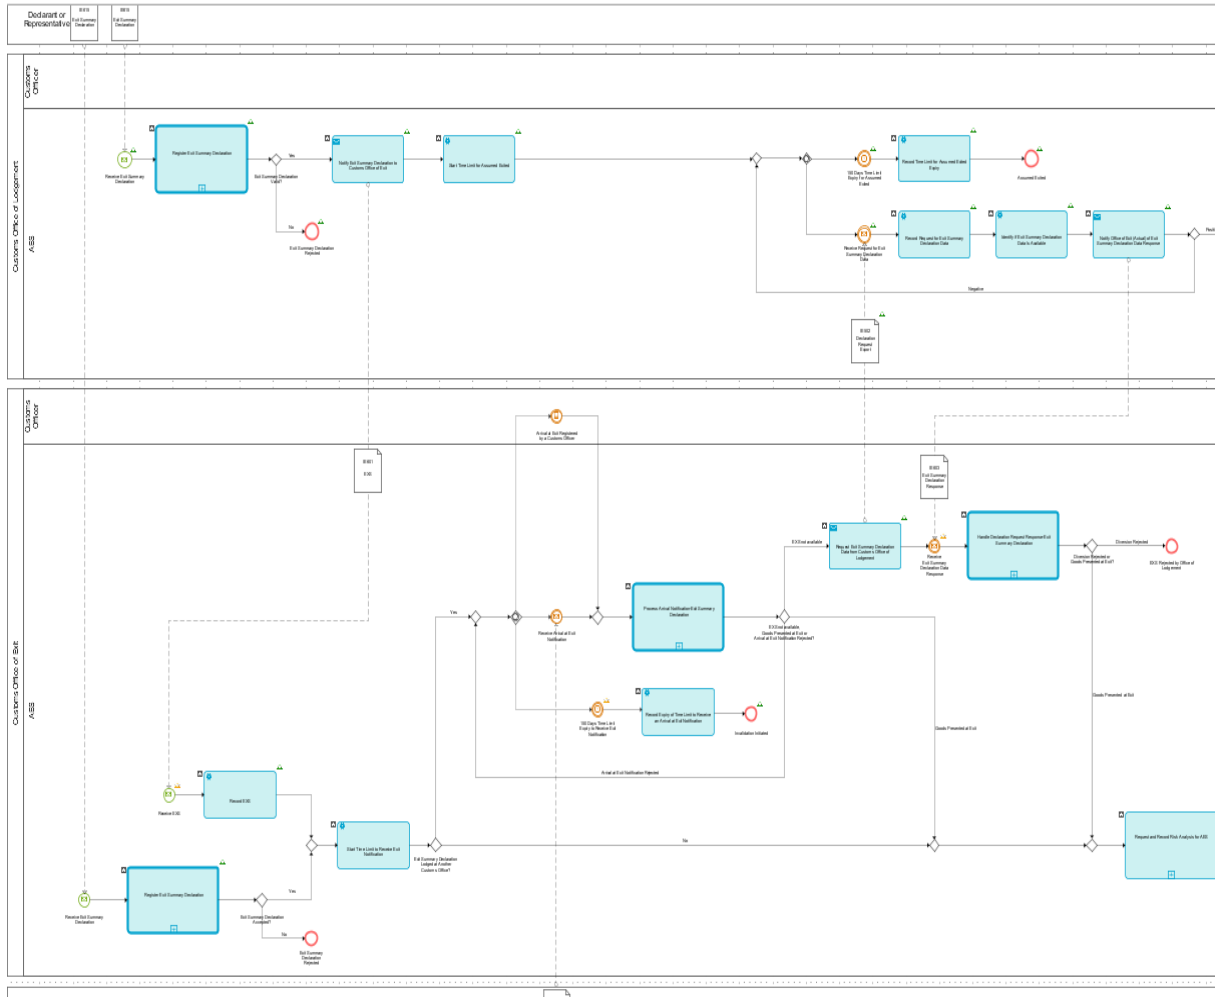 Declarant or
Representative
Exit Summary
Declaration
Exit Summary
Declaration
Customs
Officer
Customs Office of Lodgement
AES
Receive Exit Summary
Declaration
Register Exit Summary Declaration
Exit Summary Declaration
Valid?
Yes
No
Exit Summary Declaration
Rejected
Notify Exit Summary Declaration to
Customs Office of Exit
Start Time Limit for Assumed Exited
Expiry for Assumed
Exited
Record Time Limit for Assumed Exited
Expiry
Assumed Exited
Receive Request for Exit
Summary Declaration
Data
Record Request for Exit Summary
Declaration Data
Identify if Exit Summary Declaration
Data is Available
Notify Office of Exit (Actual) of Exit
Summary Declaration Data Response
Negative
Declaration
Request
Export
Customs
Officer
Customs Office of Exit
AES
Arrival at Exit Registered
by a Customs Officer
EXS
Exit Summary
Declaration
Response
EXS not available
Request Exit Summary Declaration
Data from Customs Office of
Lodgement
Receive
Exit Summary
Declaration Data
Response
Handle Declaration Request Response Exit
Summary Declaration
Diversion Rejected or
Goods Presented at Exit?
Diversion Rejected
EXS Rejected by Office of
Lodgement
Yes
Receive Arrival at Exit
Notification
Process Arrival Notification Exit Summary
Declaration
EXS not available
Goods Presented at Exit or
Arrival at Exit Notification Rejected?
Expiry to Receive Exit
Notification
Record Expiry of Time Limit to Receive
an Arrival at Exit Notification
Invalidation Initiated
Goods Presented at Exit
Goods Presented at Exit
Arrival at Exit Notification Rejected
Receive EXS
Record EXS
Start Time Limit to Receive Exit
Notification
Exit Summary Declaration
Lodged at Another
Customs Office?
No
Request and Record Risk Analysis for AES
Receive Exit Summary
Declaration
Register Exit Summary Declaration
Exit Summary Declaration
Accepted?
Yes
No
Exit Summary
Declaration
Rejected